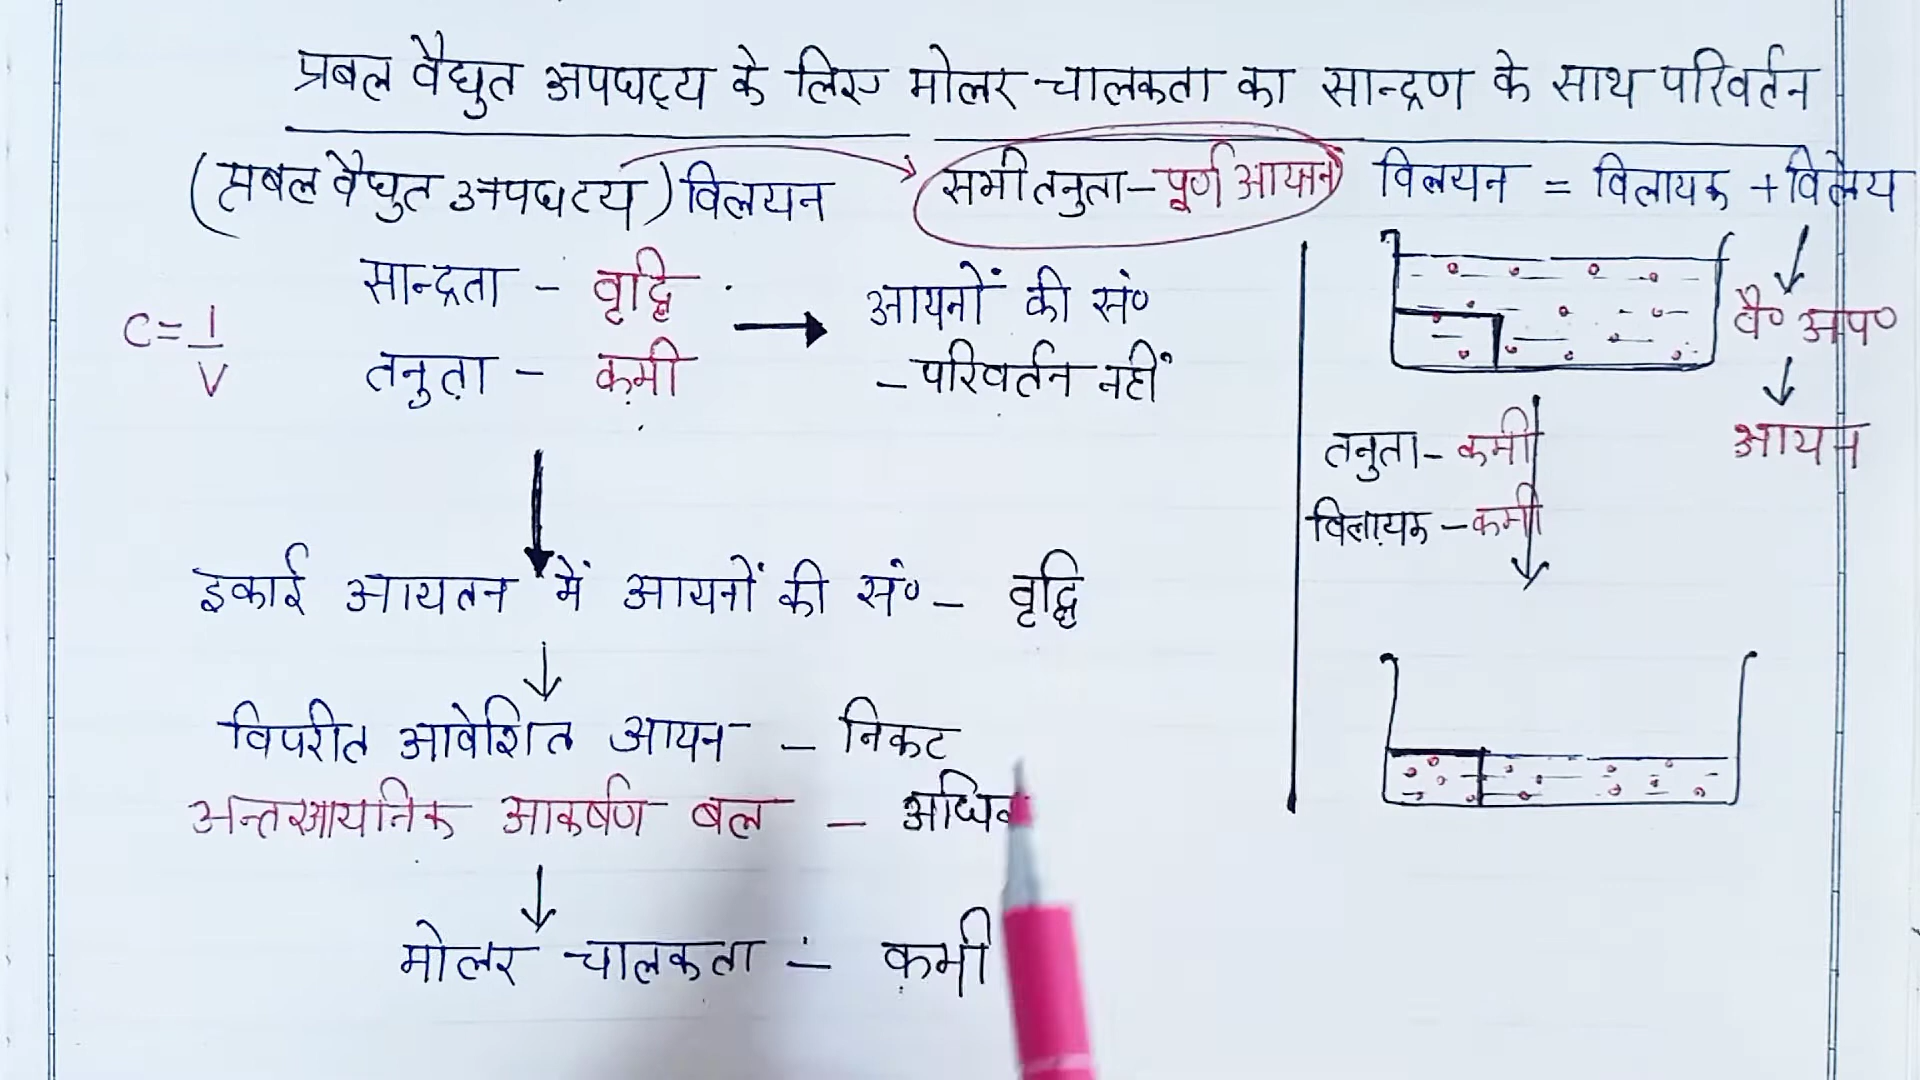 प्रबल वैद्युत अपघट्य के लिए मोलर चालकता का सान्द्रण के साथ परिवर्तन
(प्रबल वैद्युत अपघटय) विलयन
सभी तनुता - पूर्ण आयनन
विलयन = विलायक + विलेय
सान्द्रता - वृद्धि
तनुता - कमी
C = 1/V
आयनों की सं०
- परिवर्तन नहीं
इकाई आयतन में आयनों की सं० - वृद्धि
विपरीत आवेशित आयन - निकट
अन्तरआयनिक आकर्षण बल - अधिक
मोलर चालकता :- कमी
वै० अप०
आयन
तनुता - कमी
विलायक - कमी